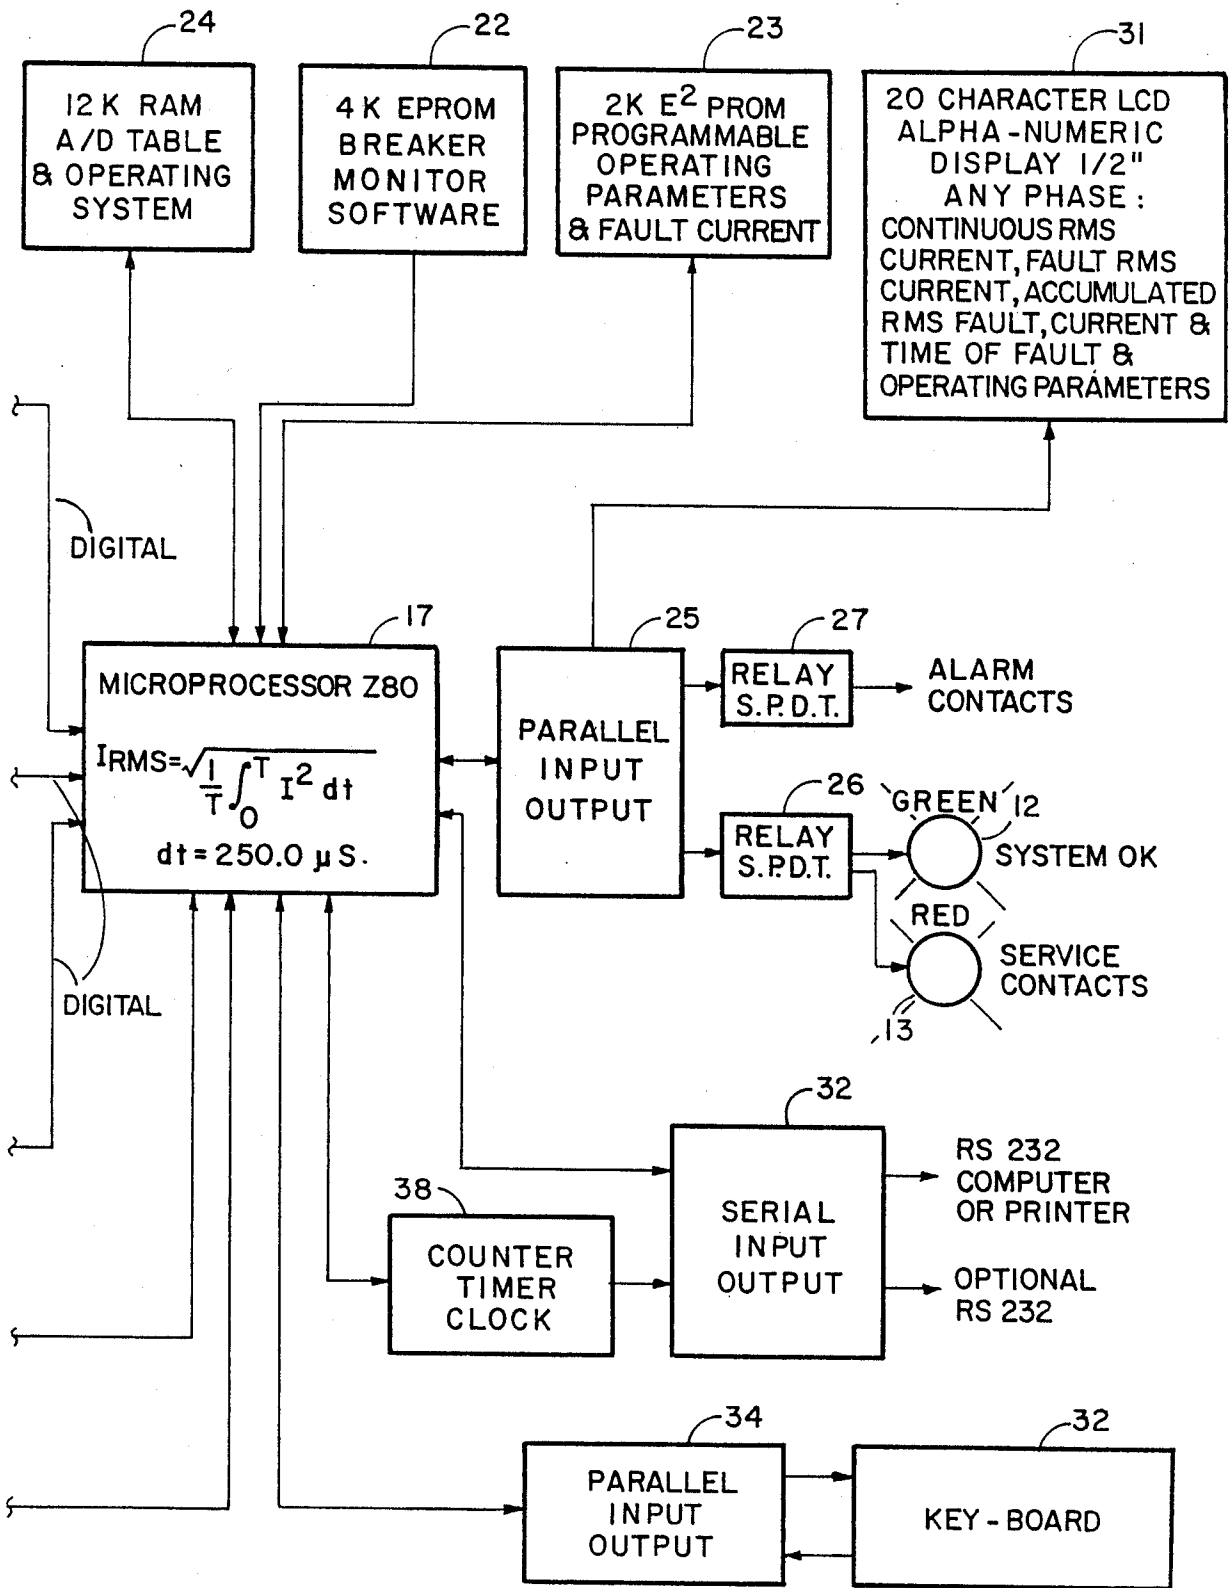 24
12K RAM
A/D TABLE
& OPERATING
SYSTEM
22
4K EPROM
BREAKER
MONITOR
SOFTWARE
23
2K E² PROM
PROGRAMMABLE
OPERATING
PARAMETERS
& FAULT CURRENT
31
20 CHARACTER LCD
ALPHA-NUMERIC
DISPLAY 1/2"
ANY PHASE:
CONTINUOUS RMS
CURRENT, FAULT RMS
CURRENT, ACCUMULATED
RMS FAULT, CURRENT &
TIME OF FAULT &
OPERATING PARAMETERS
DIGITAL
17
MICROPROCESSOR Z80
IRMS=√1/T ∫₀ᵀ I² dt
dt = 250.0 µS.
DIGITAL
25
PARALLEL
INPUT
OUTPUT
27
RELAY
S.P.D.T.
ALARM
CONTACTS
26
RELAY
S.P.D.T.
GREEN
12
SYSTEM OK
RED
13
SERVICE
CONTACTS
38
COUNTER
TIMER
CLOCK
32
SERIAL
INPUT
OUTPUT
RS 232
COMPUTER
OR PRINTER
OPTIONAL
RS 232
34
PARALLEL
INPUT
OUTPUT
32
KEY-BOARD